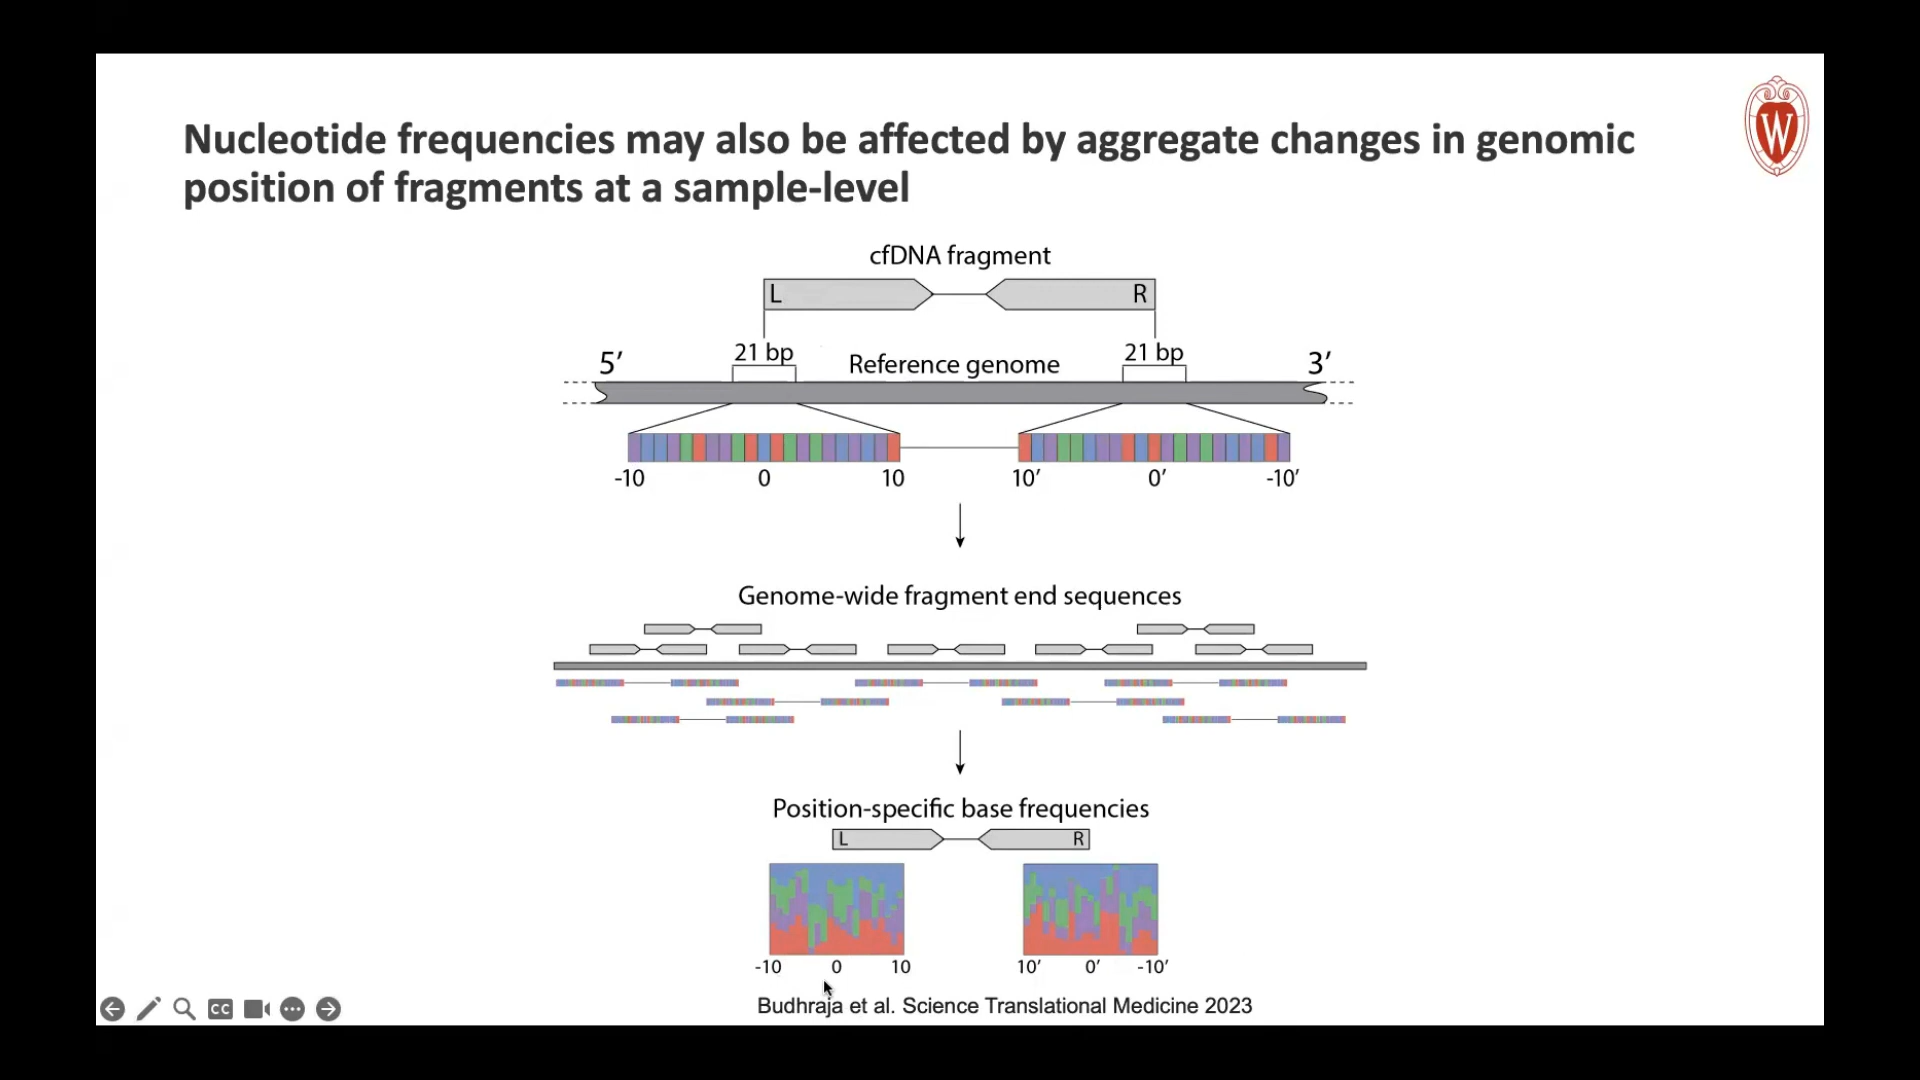 Nucleotide frequencies may also be affected by aggregate changes in genomic
position of fragments at a sample-level
W
cfDNA fragment
L R
21 bp 21 bp
5′ Reference genome 3′
-10 0 10 10′ 0′ -10′
Genome-wide fragment end sequences
Position-specific base frequencies
L R
-10 0 10 10′ 0′ -10′
Budhraja et al. Science Translational Medicine 2023
CC